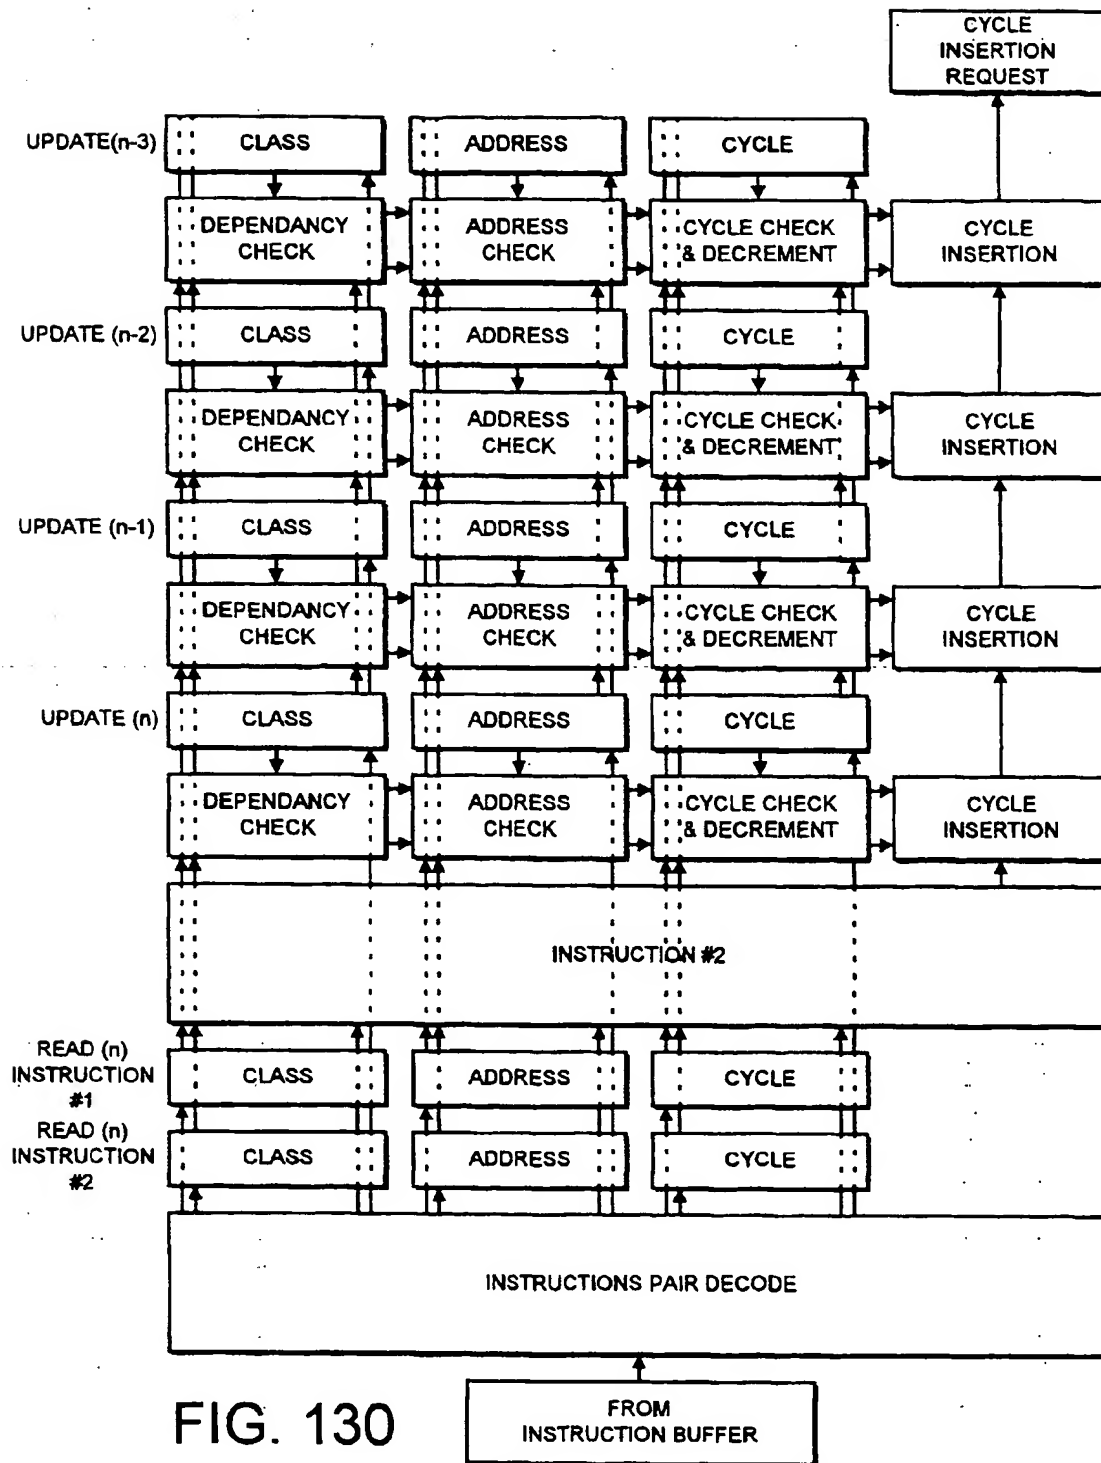 CYCLE
INSERTION
REQUEST
UPDATE(n-3)
CLASS
ADDRESS
CYCLE
DEPENDANCY
CHECK
ADDRESS
CHECK
CYCLE CHECK
& DECREMENT
CYCLE
INSERTION
UPDATE (n-2)
CLASS
ADDRESS
CYCLE
DEPENDANCY
CHECK
ADDRESS
CHECK
CYCLE CHECK
& DECREMENT
CYCLE
INSERTION
UPDATE (n-1)
CLASS
ADDRESS
CYCLE
DEPENDANCY
CHECK
ADDRESS
CHECK
CYCLE CHECK
& DECREMENT
CYCLE
INSERTION
UPDATE (n)
CLASS
ADDRESS
CYCLE
DEPENDANCY
CHECK
ADDRESS
CHECK
CYCLE CHECK
& DECREMENT
CYCLE
INSERTION
INSTRUCTION #2
READ (n)
INSTRUCTION
#1
CLASS
ADDRESS
CYCLE
READ (n)
INSTRUCTION
#2
CLASS
ADDRESS
CYCLE
INSTRUCTIONS PAIR DECODE
FROM
INSTRUCTION BUFFER
FIG. 130